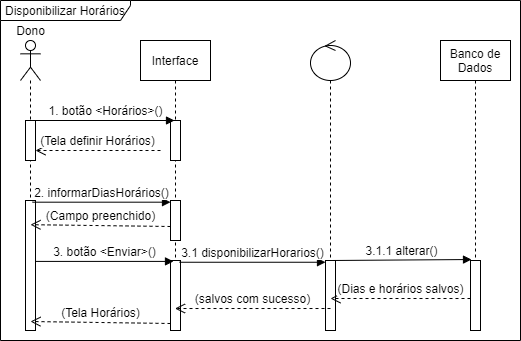 Disponibilizar Horários
Dono
Interface
Banco de
Dados
1. botão <Horários>()
(Tela definir Horários)
2. informarDiasHorários()
(Campo preenchido)
3. botão <Enviar>()
3.1 disponibilizarHorarios()
3.1.1 alterar()
(Dias e horários salvos)
(salvos com sucesso)
(Tela Horários)